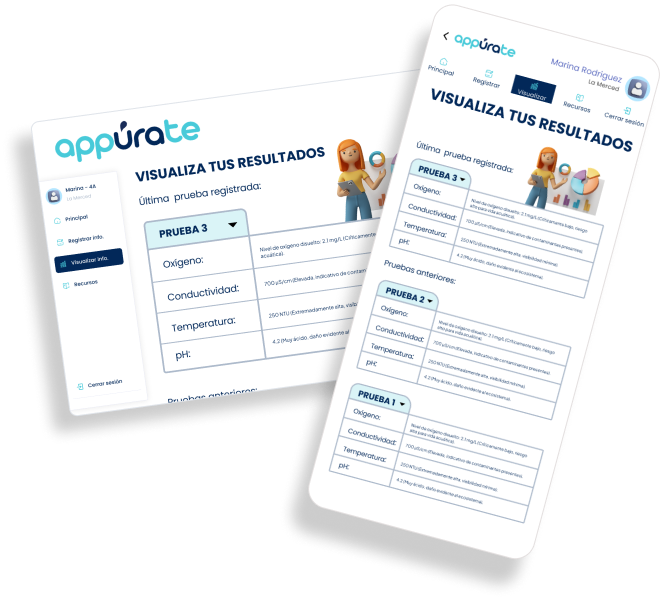 appúrate
Marina - 4A
La Merced
Principal
Registrar info.
Visualizar info.
Recursos
Cerrar sesión
VISUALIZA TUS RESULTADOS
Última prueba registrada:
PRUEBA 3
Oxígeno:
Nivel de oxígeno disuelto: 2.1 mg/L (Críticamente
acuática).
Conductividad:
700 µS/cm (Elevada, indicativo de contam
Temperatura:
250 NTU (Extremadamente alta, visib
pH:
4.2 (Muy ácido, daño evidente al
Pruebas anteriores:
appúrate
Marina Rodríguez
La Merced
Principal
Registrar
Visualizar
Recursos
Cerrar sesión
VISUALIZA TUS RESULTADOS
Última prueba registrada:
PRUEBA 3
Oxígeno:
Nivel de oxígeno disuelto: 2.1 mg/L (Críticamente bajo, riesgo
alto para vida acuática).
Conductividad:
700 µS/cm (Elevada, indicativo de contaminantes presentes).
Temperatura:
250 NTU (Extremadamente alta, visibilidad mínima).
pH:
4.2 (Muy ácido, daño evidente al ecosistema).
Pruebas anteriores:
PRUEBA 2
Oxígeno:
Nivel de oxígeno disuelto: 2.1 mg/L (Críticamente bajo, riesgo
alto para vida acuática).
Conductividad:
700 µS/cm (Elevada, indicativo de contaminantes presentes).
Temperatura:
250 NTU (Extremadamente alta, visibilidad mínima).
pH:
4.2 (Muy ácido, daño evidente al ecosistema).
PRUEBA 1
Oxígeno:
Nivel de oxígeno disuelto: 2.1 mg/L (Críticamente bajo, riesgo
alto para vida acuática).
Conductividad:
700 µS/cm (Elevada, indicativo de contaminantes presentes).
Temperatura:
250 NTU (Extremadamente alta, visibilidad mínima).
pH:
4.2 (Muy ácido, daño evidente al ecosistema).